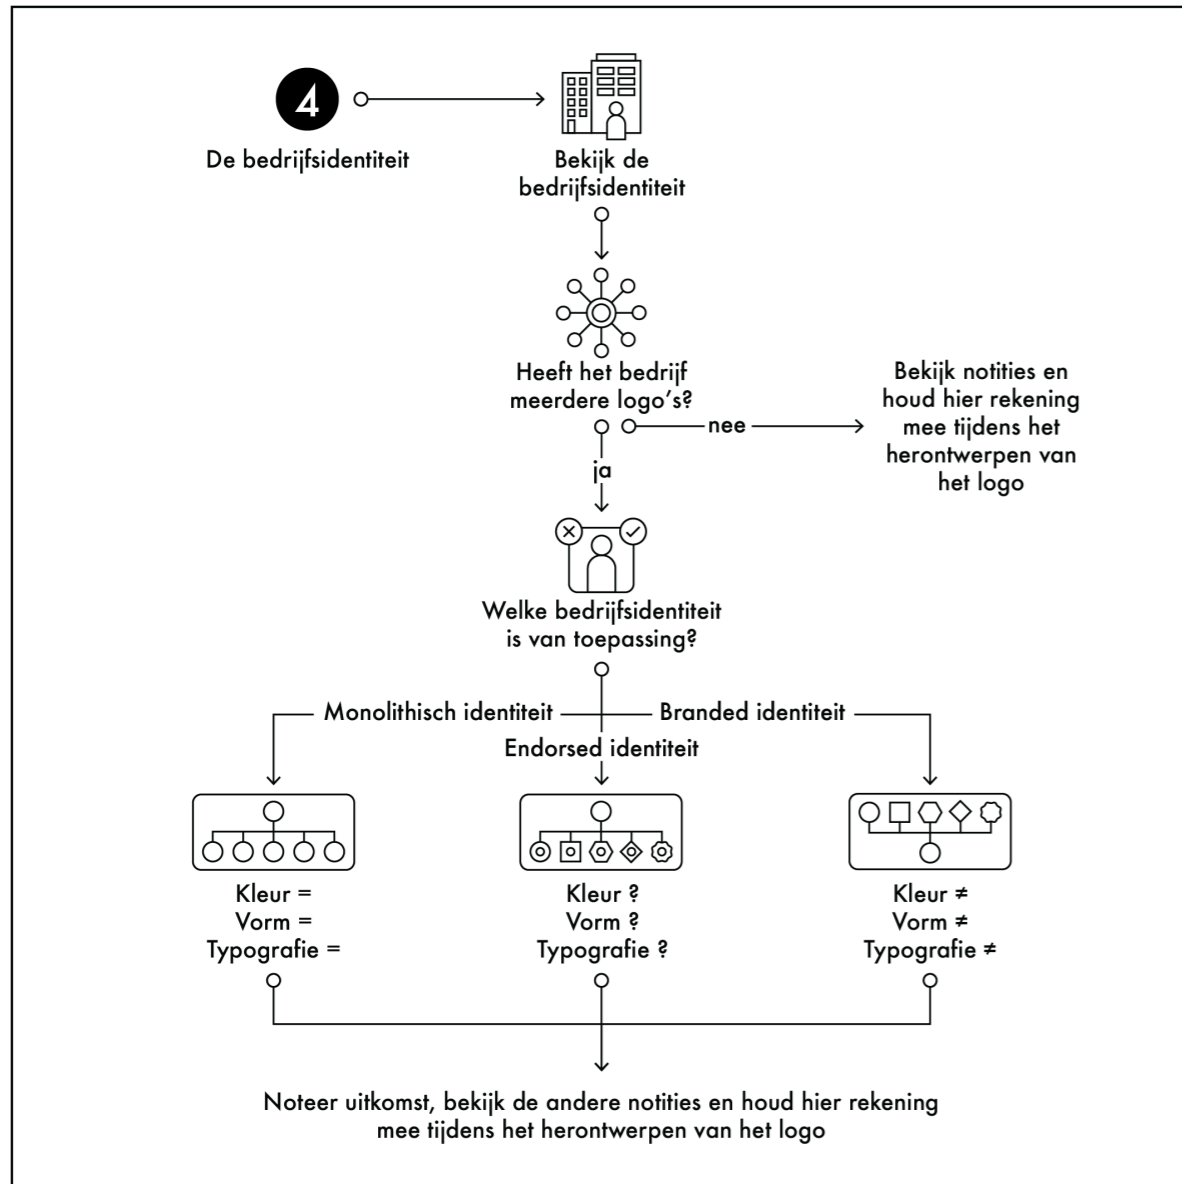 4
De bedrijfsidentiteit
Bekijk de
bedrijfsidentiteit
Heeft het bedrijf
meerdere logo's?
nee
Bekijk notities en
houd hier rekening
mee tijdens het
herontwerpen van
het logo
ja
Welke bedrijfsidentiteit
is van toepassing?
Monolithisch identiteit
Branded identiteit
Endorsed identiteit
Kleur =
Vorm =
Typografie =
Kleur ?
Vorm ?
Typografie ?
Kleur ≠
Vorm ≠
Typografie ≠
Noteer uitkomst, bekijk de andere notities en houd hier rekening
mee tijdens het herontwerpen van het logo